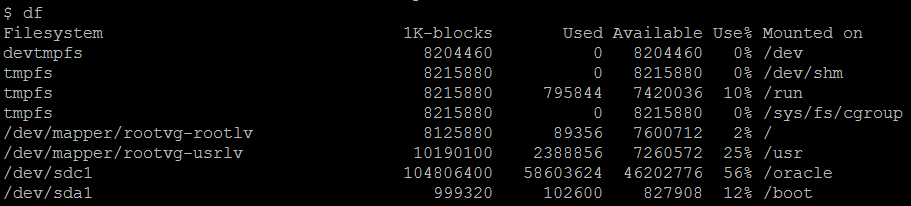 $ df
Filesystem 1K-blocks Used Available Use% Mounted on
devtmpfs 8204460 0 8204460 0% /dev
tmpfs 8215880 0 8215880 0% /dev/shm
tmpfs 8215880 795844 7420036 10% /run
tmpfs 8215880 0 8215880 0% /sys/fs/cgroup
/dev/mapper/rootvg-rootlv 8125880 89356 7600712 2% /
/dev/mapper/rootvg-usrlv 10190100 2388856 7260572 25% /usr
/dev/sdc1 104806400 58603624 46202776 56% /oracle
/dev/sda1 999320 102600 827908 12% /boot